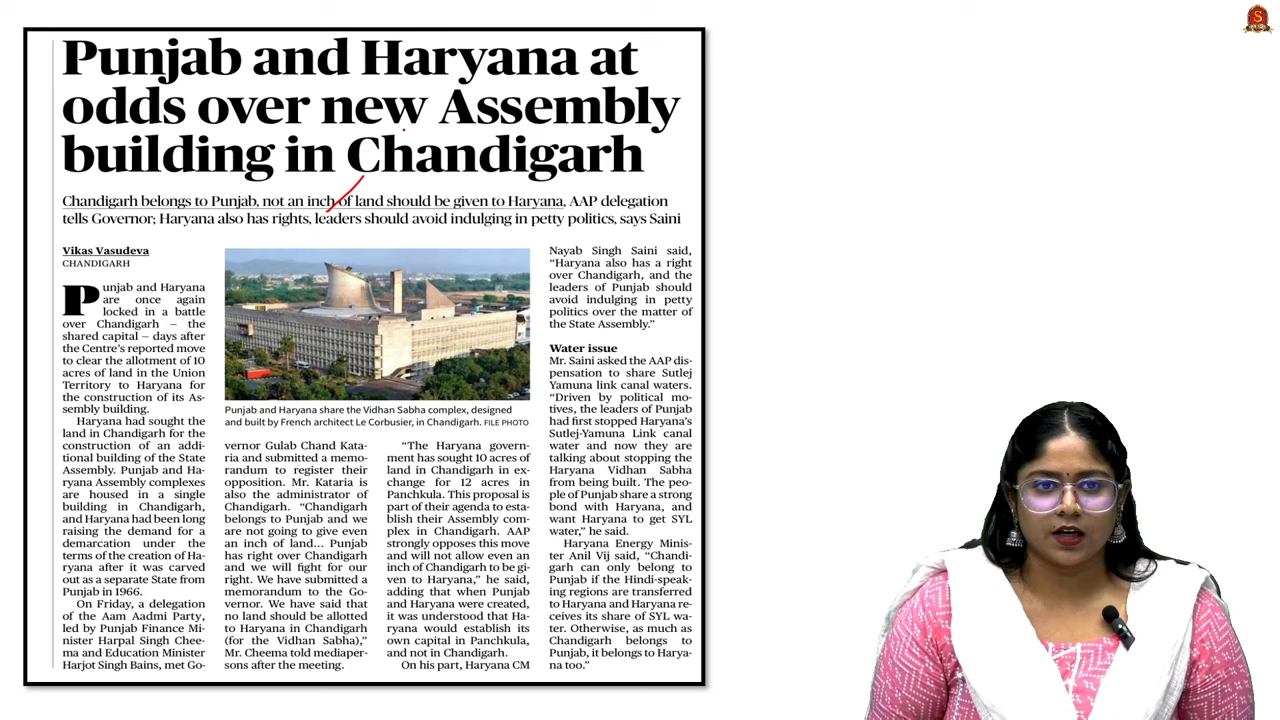 Punjab and Haryana at
odds over new Assembly
building in Chandigarh
Chandigarh belongs to Punjab, not an inch of land should be given to Haryana, AAP delegation
tells Governor; Haryana also has rights, leaders should avoid indulging in petty politics, says Saini
Vikas Vasudeva
CHANDIGARH
Punjab and Haryana
are once again
locked in a battle
over Chandigarh — the
shared capital — days after
the Centre's reported move
to clear the allotment of 10
acres of land in the Union
Territory to Haryana for
the construction of its As-
sembly building.
Haryana had sought the
land in Chandigarh for the
construction of an addi-
tional building of the State
Assembly. Punjab and Ha-
ryana Assembly complexes
are housed in a single
building in Chandigarh,
and Haryana had been long
raising the demand for a
demarcation under the
terms of the creation of Ha-
ryana after it was carved
out as a separate State from
Punjab in 1966.
On Friday, a delegation
of the Aam Aadmi Party,
led by Punjab Finance Mi-
nister Harpal Singh Chee-
ma and Education Minister
Harjot Singh Bains, met Go-
Punjab and Haryana share the Vidhan Sabha complex, designed
and built by French architect Le Corbusier, in Chandigarh. FILE PHOTO
vernor Gulab Chand Kata-
ria and submitted a memo-
randum to register their
opposition. Mr. Kataria is
also the administrator of
Chandigarh. “Chandigarh
belongs to Punjab and we
are not going to give even
an inch of land... Punjab
has right over Chandigarh
and we will fight for our
right. We have submitted a
memorandum to the Go-
vernor. We have said that
no land should be allotted
to Haryana in Chandigarh
(for the Vidhan Sabha),”
Mr. Cheema told mediaper-
sons after the meeting.
“The Haryana govern-
ment has sought 10 acres of
land in Chandigarh in ex-
change for 12 acres in
Panchkula. This proposal is
part of their agenda to esta-
blish their Assembly com-
plex in Chandigarh. AAP
strongly opposes this move
and will not allow even an
inch of Chandigarh to be gi-
ven to Haryana,” he said,
adding that when Punjab
and Haryana were created,
it was understood that Ha-
ryana would establish its
own capital in Panchkula,
and not in Chandigarh.
On his part, Haryana CM
Nayab Singh Saini said,
“Haryana also has a right
over Chandigarh, and the
leaders of Punjab should
avoid indulging in petty
politics over the matter of
the State Assembly.”
Water issue
Mr. Saini asked the AAP dis-
pensation to share Sutlej
Yamuna link canal waters.
“Driven by political mo-
tives, the leaders of Punjab
had first stopped Haryana's
Sutlej-Yamuna Link canal
water and now they are
talking about stopping the
Haryana Vidhan Sabha
from being built. The peo-
ple of Punjab share a strong
bond with Haryana, and
want Haryana to get SYL
water,” he said.
Haryana Energy Minis-
ter Anil Vij said, “Chandi-
garh can only belong to
Punjab if the Hindi-speak-
ing regions are transferred
to Haryana and Haryana re-
ceives its share of SYL wa-
ter. Otherwise, as much as
Chandigarh belongs to
Punjab, it belongs to Harya-
na too.”